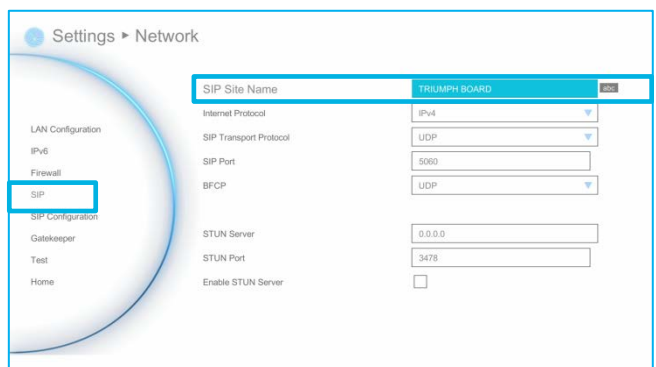 Settings ▸ Network
SIP Site Name TRIUMPH BOARD abc
Internet Protocol IPv4
LAN Configuration
SIP Transport Protocol UDP
IPv6
SIP Port 5060
Firewall
BFCP UDP
SIP
SIP Configuration
STUN Server 0.0.0.0
Gatekeeper
STUN Port 3478
Test
Home
Enable STUN Server